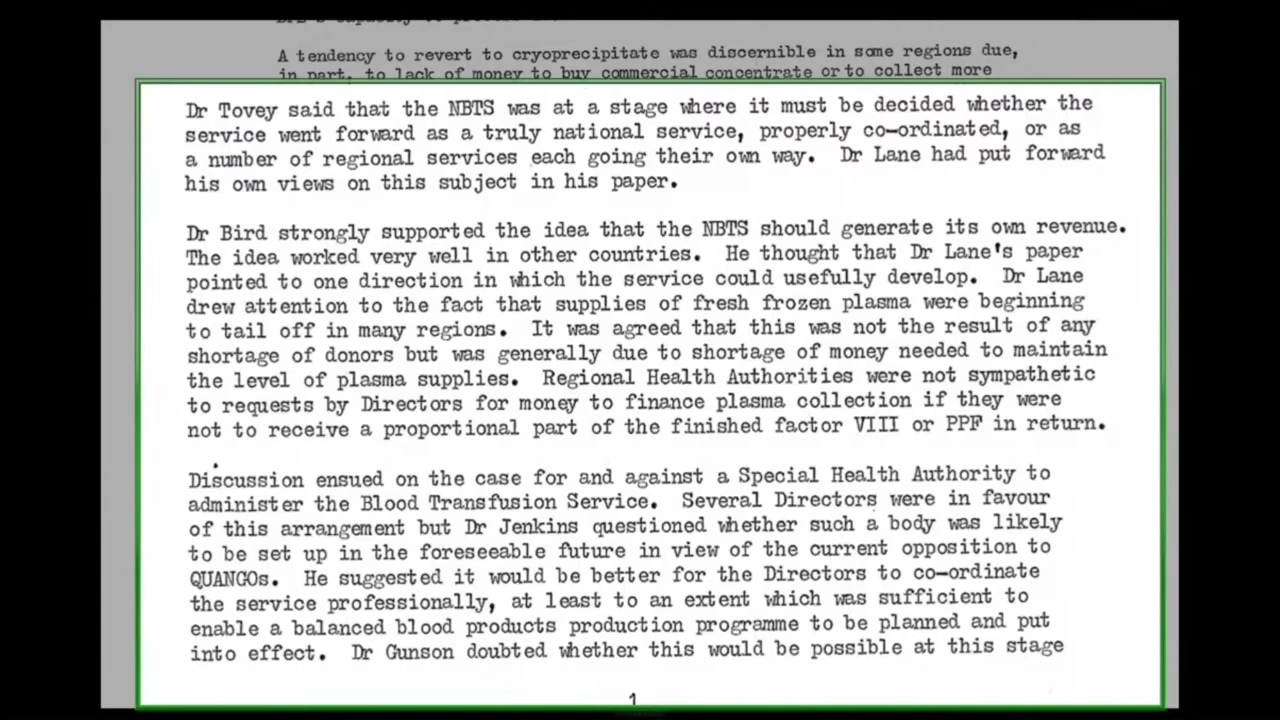 A tendency to revert to cryoprecipitate was discernible in some regions due,
in part, to lack of money to buy commercial concentrate or to collect more
Dr Tovey said that the NBTS was at a stage where it must be decided whether the
service went forward as a truly national service, properly co-ordinated, or as
a number of regional services each going their own way. Dr Lane had put forward
his own views on this subject in his paper.
Dr Bird strongly supported the idea that the NBTS should generate its own revenue.
The idea worked very well in other countries. He thought that Dr Lane's paper
pointed to one direction in which the service could usefully develop. Dr Lane
drew attention to the fact that supplies of fresh frozen plasma were beginning
to tail off in many regions. It was agreed that this was not the result of any
shortage of donors but was generally due to shortage of money needed to maintain
the level of plasma supplies. Regional Health Authorities were not sympathetic
to requests by Directors for money to finance plasma collection if they were
not to receive a proportional part of the finished factor VIII or PPF in return.
Discussion ensued on the case for and against a Special Health Authority to
administer the Blood Transfusion Service. Several Directors were in favour
of this arrangement but Dr Jenkins questioned whether such a body was likely
to be set up in the foreseeable future in view of the current opposition to
QUANGOs. He suggested it would be better for the Directors to co-ordinate
the service professionally, at least to an extent which was sufficient to
enable a balanced blood products production programme to be planned and put
into effect. Dr Gunson doubted whether this would be possible at this stage
1